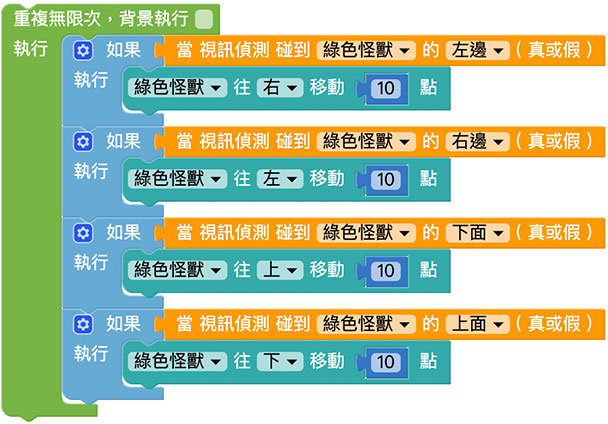 重複無限次，背景執行
執行 如果 當 視訊偵測 碰到 綠色怪獸 的 左邊 ( 真或假 )
執行 綠色怪獸 往 右 移動 10 點
如果 當 視訊偵測 碰到 綠色怪獸 的 右邊 ( 真或假 )
執行 綠色怪獸 往 左 移動 10 點
如果 當 視訊偵測 碰到 綠色怪獸 的 下面 ( 真或假 )
執行 綠色怪獸 往 上 移動 10 點
如果 當 視訊偵測 碰到 綠色怪獸 的 上面 ( 真或假 )
執行 綠色怪獸 往 下 移動 10 點